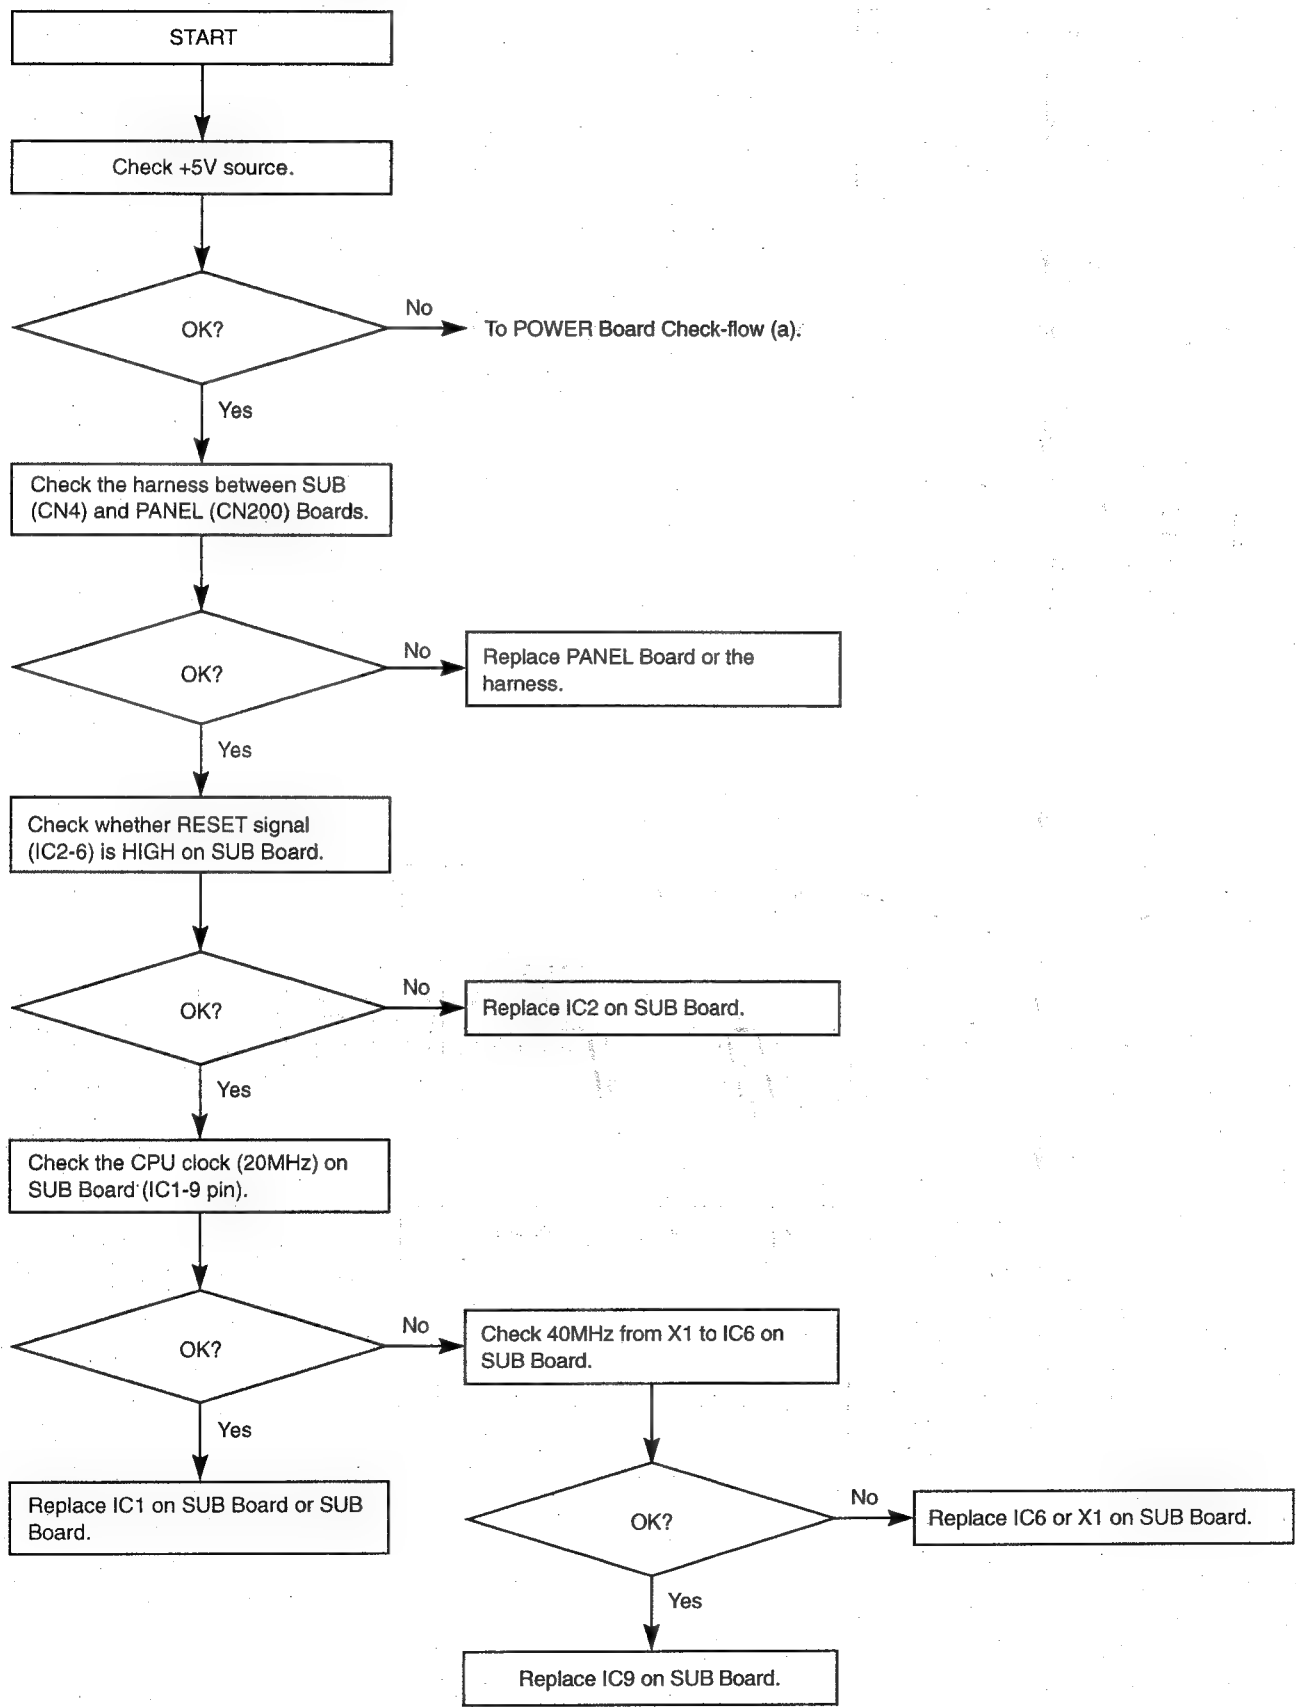 START
Check +5V source.
OK?
No
To POWER Board Check-flow (a).
Yes
Check the harness between SUB
(CN4) and PANEL (CN200) Boards.
OK?
No
Replace PANEL Board or the
harness.
Yes
Check whether RESET signal
(IC2-6) is HIGH on SUB Board.
OK?
No
Replace IC2 on SUB Board.
Yes
Check the CPU clock (20MHz) on
SUB Board (IC1-9 pin).
OK?
No
Check 40MHz from X1 to IC6 on
SUB Board.
Yes
Replace IC1 on SUB Board or SUB
Board.
OK?
No
Replace IC6 or X1 on SUB Board.
Yes
Replace IC9 on SUB Board.